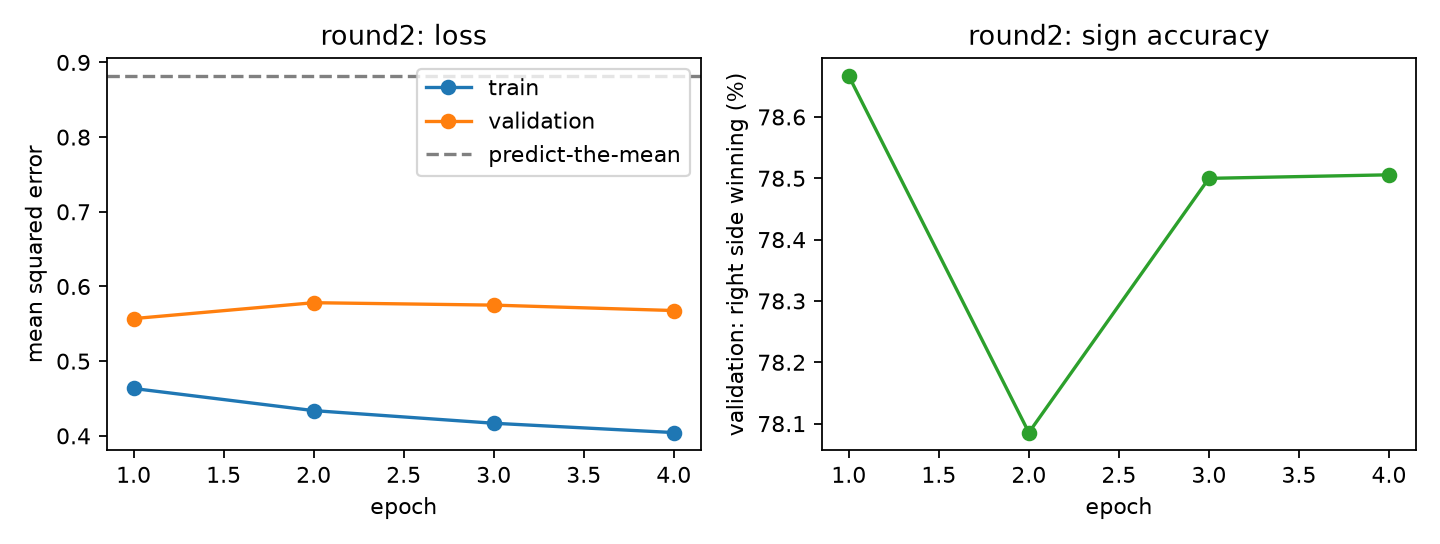 round2: loss
mean squared error
0.9
0.8
0.7
0.6
0.5
0.4
train
validation
predict-the-mean
1.0 1.5 2.0 2.5 3.0 3.5 4.0
epoch
round2: sign accuracy
validation: right side winning (%)
78.6
78.5
78.4
78.3
78.2
78.1
1.0 1.5 2.0 2.5 3.0 3.5 4.0
epoch